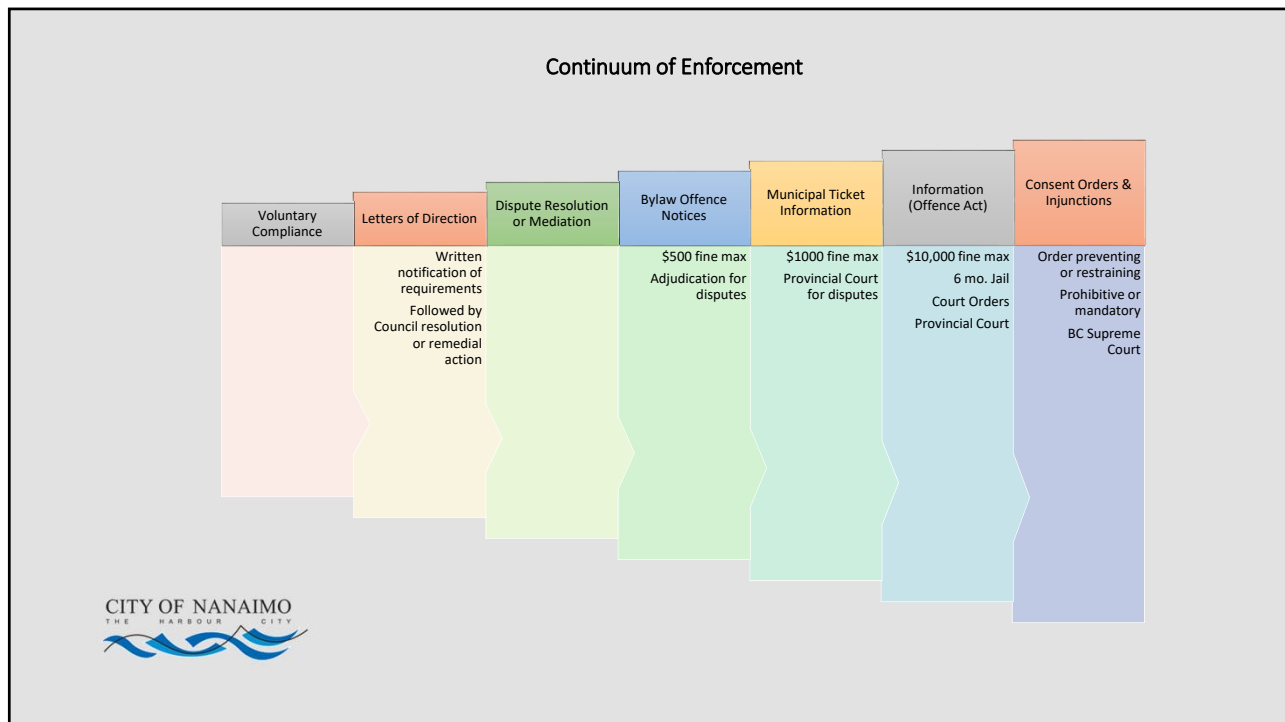 Continuum of Enforcement
Voluntary
Compliance
Letters of Direction
Written
notification of
requirements
Followed by
Council resolution
or remedial
action
Dispute Resolution
or Mediation
Bylaw Offence
Notices
$500 fine max
Adjudication for
disputes
Municipal Ticket
Information
$1000 fine max
Provincial Court
for disputes
Information
(Offence Act)
$10,000 fine max
6 mo. Jail
Court Orders
Provincial Court
Consent Orders &
Injunctions
Order preventing
or restraining
Prohibitive or
mandatory
BC Supreme
Court
CITY OF NANAIMO
THE HARBOUR CITY